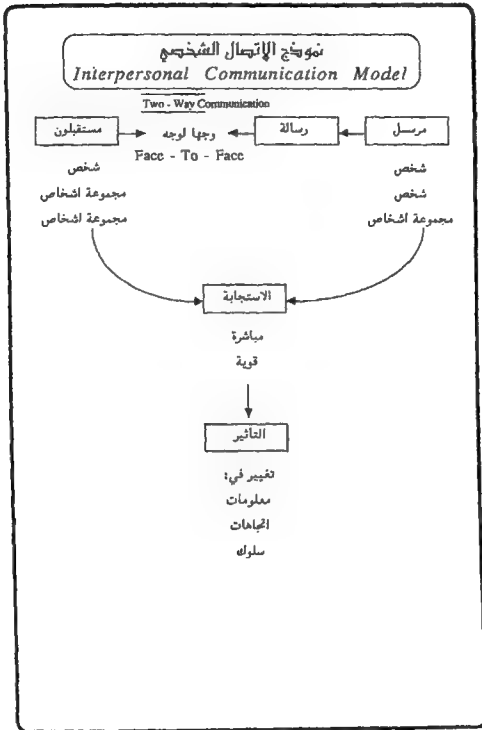 نموذج الإتصال الشخصي
Interpersonal Communication Model
Two - Way Communication
مرسل
رسالة
وجها لوجه
مستقبلون
Face - To - Face
شخص
شخص
مجموعة اشخاص
شخص
مجموعة اشخاص
مجموعة اشخاص
الاستجابة
مباشرة
قوية
التأثير
تغيير في:
معلومات
اتجاهات
سلوك